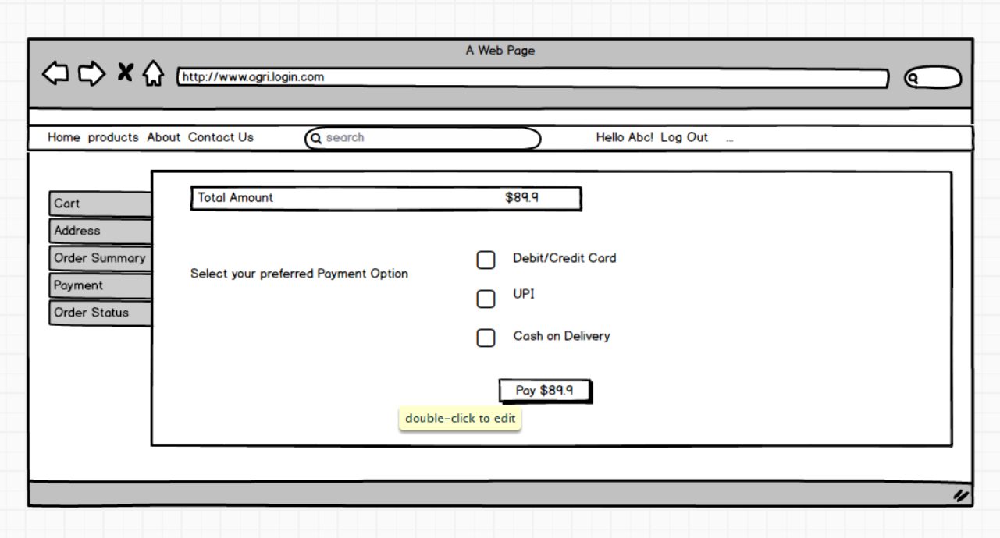 A Web Page
http://www.agri.login.com
Home products About Contact Us search Hello Abc! Log Out ...
Total Amount $89.9
Cart
Address
Order Summary
Payment
Order Status
Select your preferred Payment Option
Debit/Credit Card
UPI
Cash on Delivery
Pay $89.9
double-click to edit